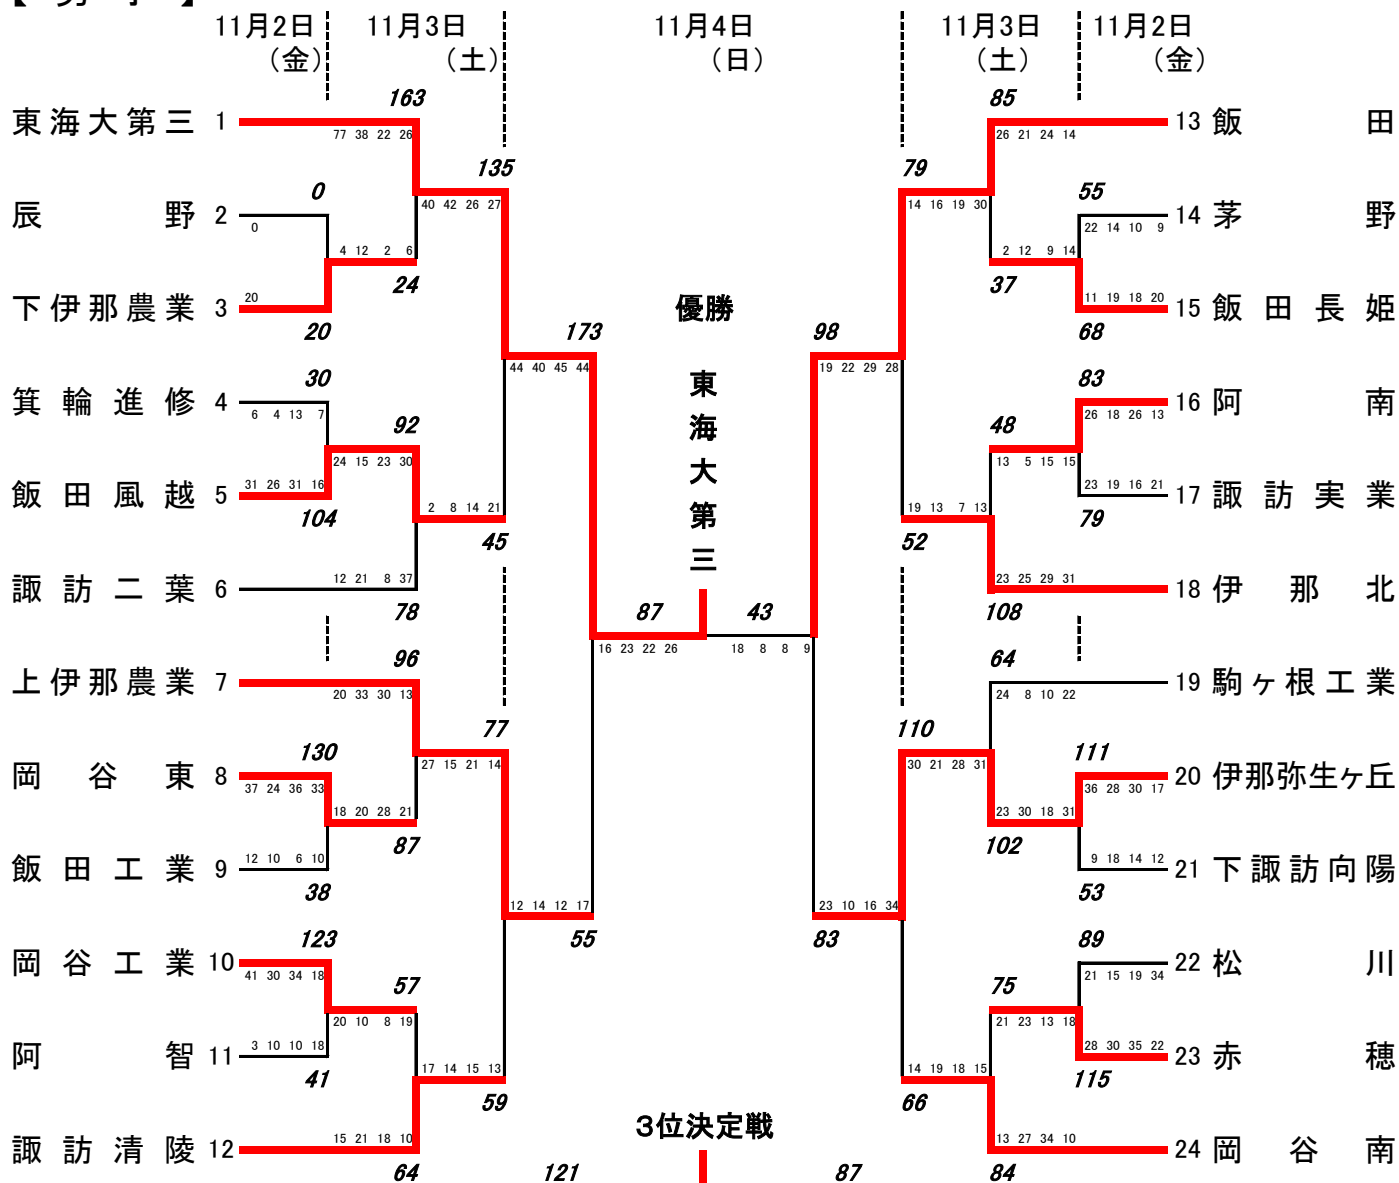 【 男 子 】
11月2日 11月3日 11月4日 11月3日 11月2日
（金） （土） （日） （土） （金）
163 85
東海大第三 1 77 38 22 26 26 21 24 14 13 飯田
135 79
0 40 42 26 27 14 16 19 30 55
辰野 2 14 茅野
0 22 14 10 9
4 12 2 6 2 12 9 14
24 37
20 11 19 18 20
下伊那農業 3 優勝 15 飯田長姫
20 173 98 68
44 40 45 44 19 22 29 28
30 83
箕輪進修 4 16 阿南
6 4 13 7 26 18 26 13
92 48
24 15 23 30 13 5 15 15
31 26 31 16 23 19 16 21
飯田風越 5 17 諏訪実業
104 2 8 14 21 19 13 7 13 79
45 52
東海大第三
12 21 8 37 23 25 29 31
諏訪二葉 6 18 伊那北
78 87 43 108
16 23 22 26 18 8 8 9
96 64
上伊那農業 7 19 駒ヶ根工業
20 33 30 13 24 8 10 22
77 110
130 27 15 21 14 30 21 28 31 111
岡谷東 8 20 伊那弥生ヶ丘
37 24 36 33 36 28 30 17
18 20 28 21 23 30 18 31
87 102
12 10 6 10 9 18 14 12
飯田工業 9 21 下諏訪向陽
38 53
12 14 12 17 23 10 16 34
55 83
123 89
岡谷工業 10 22 松川
41 30 34 18 21 15 19 34
57 75
20 10 8 19 21 23 13 18
3 10 10 18 28 30 35 22
阿智 11 23 赤穂
41 17 14 15 13 14 19 18 15 115
59 66
3位決定戦
15 21 18 10 13 27 34 10
諏訪清陵 12 24 岡谷南
64 121 87 84